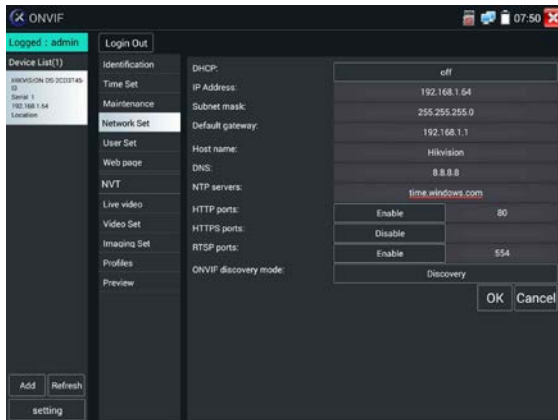 ONVIF
07:50
Logged : admin
Login Out
Device List(1)
HIKVISION DS-2CD3T45-I3
Serial 1
192.168.1.64
Location
Add
Refresh
setting
Identification
Time Set
Maintenance
Network Set
User Set
Web page
NVT
Live video
Video Set
Imaging Set
Profiles
Preview
DHCP: off
IP Address: 192.168.1.64
Subnet mask: 255.255.255.0
Default gateway: 192.168.1.1
Host name: Hikvision
DNS: 8.8.8.8
NTP servers: time.windows.com
HTTP ports: Enable 80
HTTPS ports: Disable
RTSP ports: Enable 554
ONVIF discovery mode: Discovery
OK Cancel